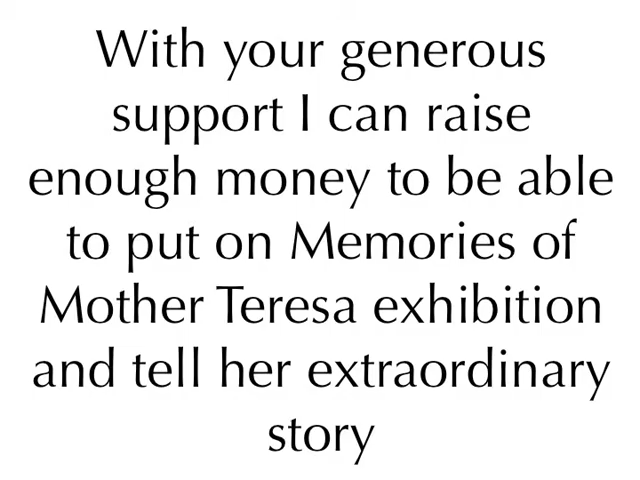 With your generous
support I can raise
enough money to be able
to put on Memories of
Mother Teresa exhibition
and tell her extraordinary
story